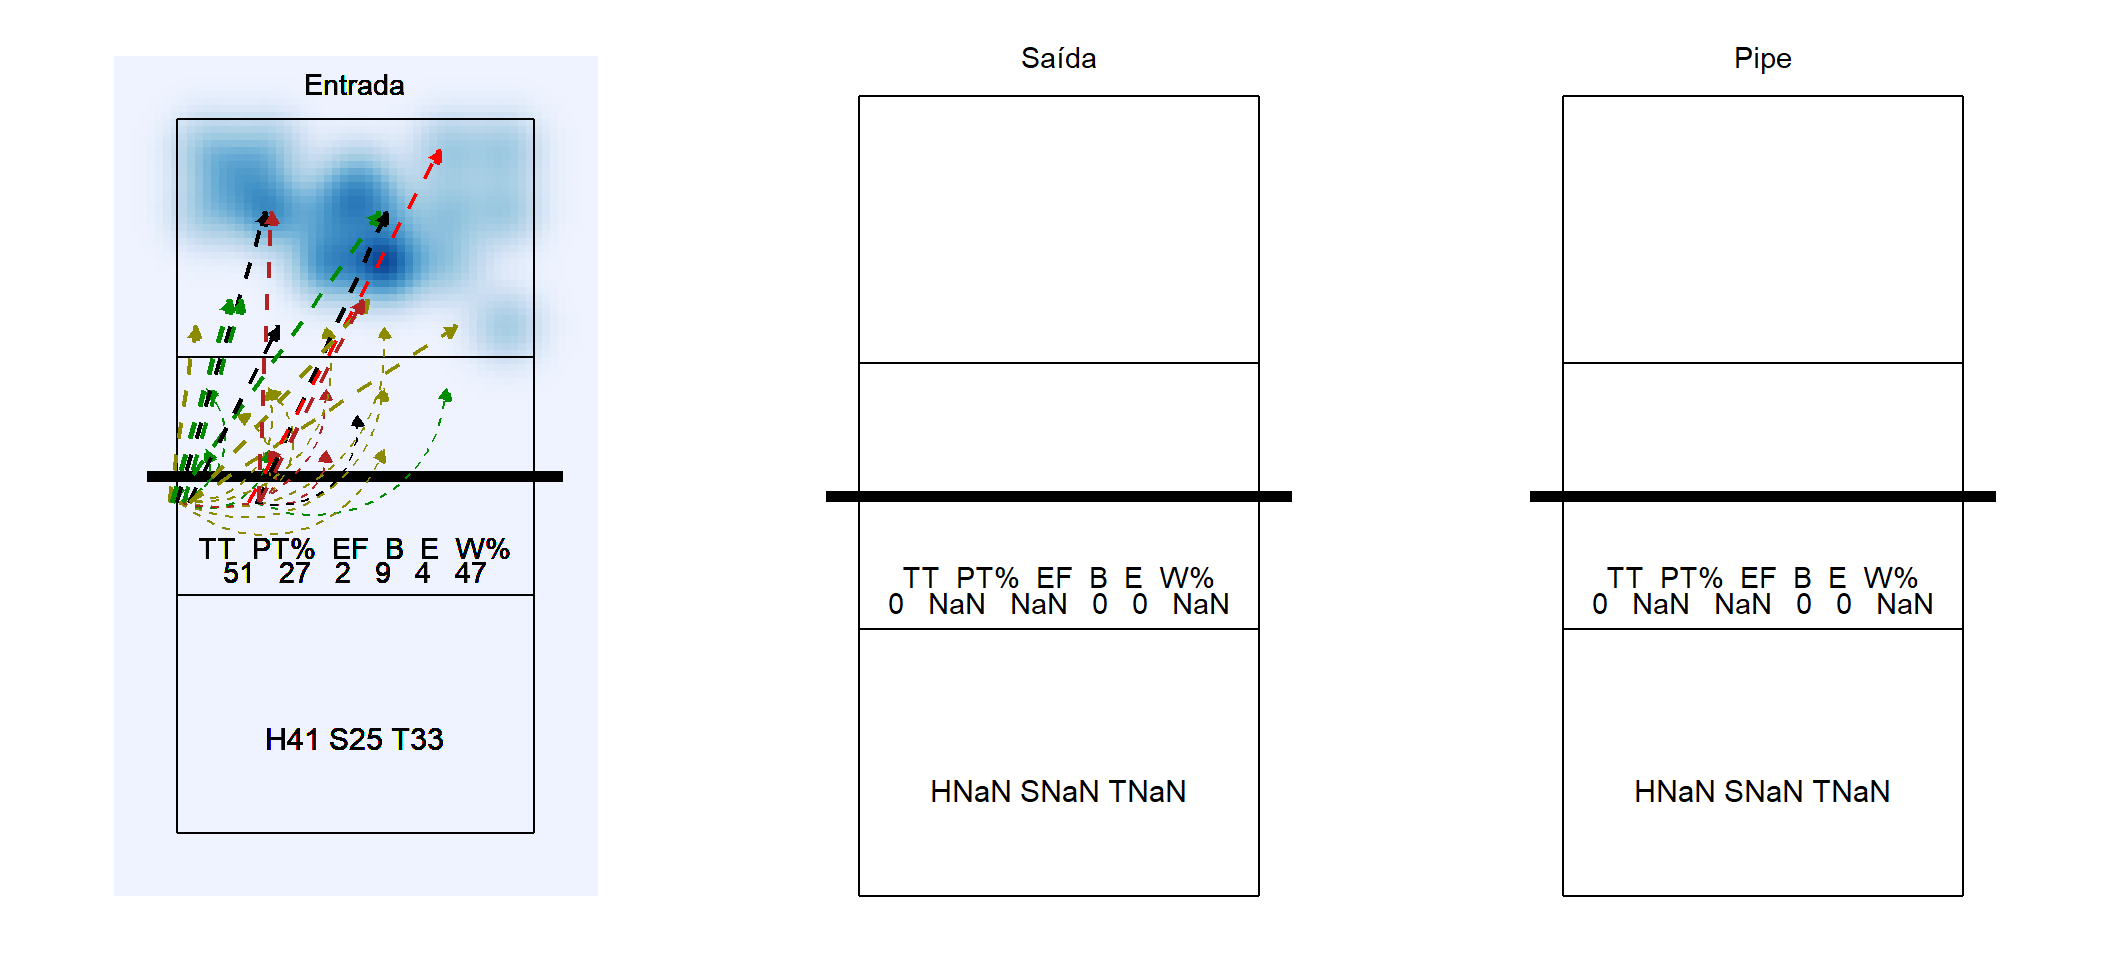 Entrada
TT PT% EF B E W%
51 27 2 9 4 47
H41 S25 T33
Saída
TT PT% EF B E W%
0 NaN NaN 0 0 NaN
HNaN SNaN TNaN
Pipe
TT PT% EF B E W%
0 NaN NaN 0 0 NaN
HNaN SNaN TNaN